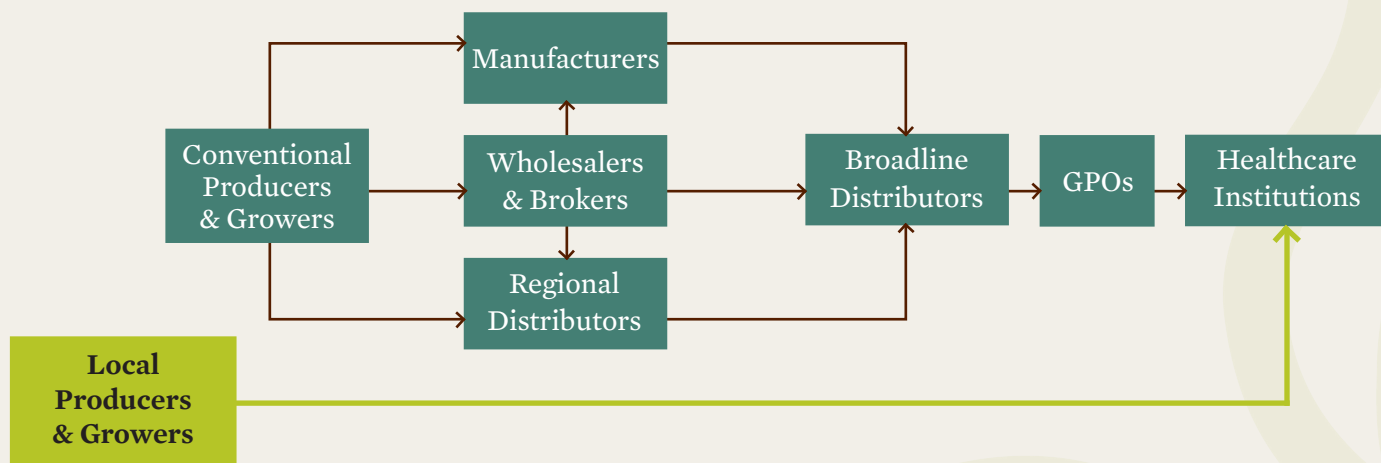 Manufacturers
Conventional
Producers
& Growers
Wholesalers
& Brokers
Broadline
Distributors
GPOs
Healthcare
Institutions
Regional
Distributors
Local
Producers
& Growers